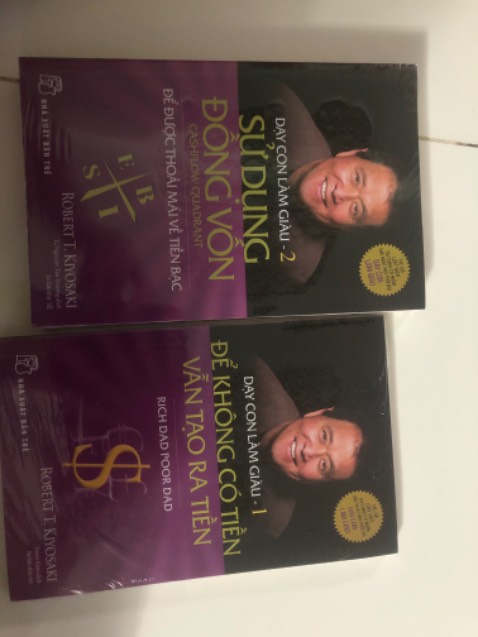 DẠY CON LÀM GIÀU - 2
SỬ DỤNG
ĐỒNG VỐN
CASHFLOW QUADRANT
ĐỂ ĐƯỢC THOẢI MÁI VỀ TIỀN BẠC
E B
S I
ROBERT T. KIYOSAKI
NHÀ XUẤT BẢN TRẺ
DẠY CON LÀM GIÀU - 1
ĐỂ KHÔNG CÓ TIỀN
VẪN TẠO RA TIỀN
RICH DAD POOR DAD
$
ROBERT T. KIYOSAKI
NHÀ XUẤT BẢN TRẺ